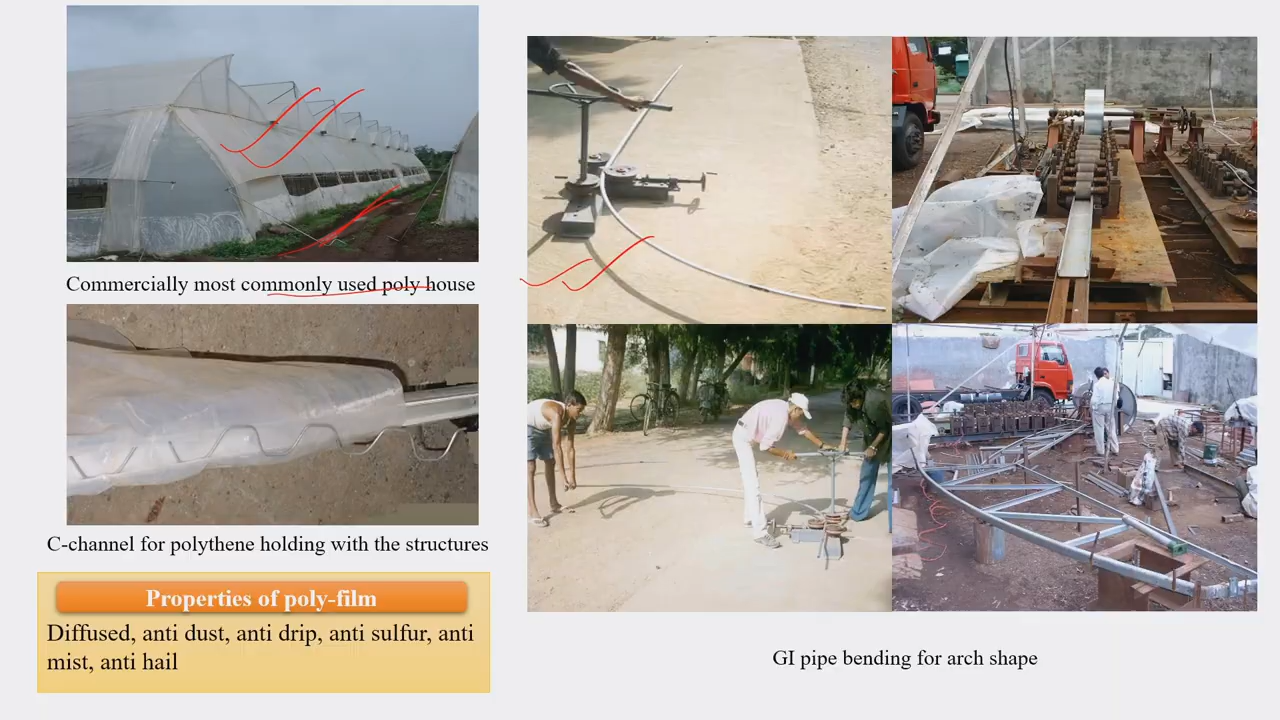 Commercially most commonly used poly house
C-channel for polythene holding with the structures
Properties of poly-film
Diffused, anti dust, anti drip, anti sulfur, anti
mist, anti hail
GI pipe bending for arch shape